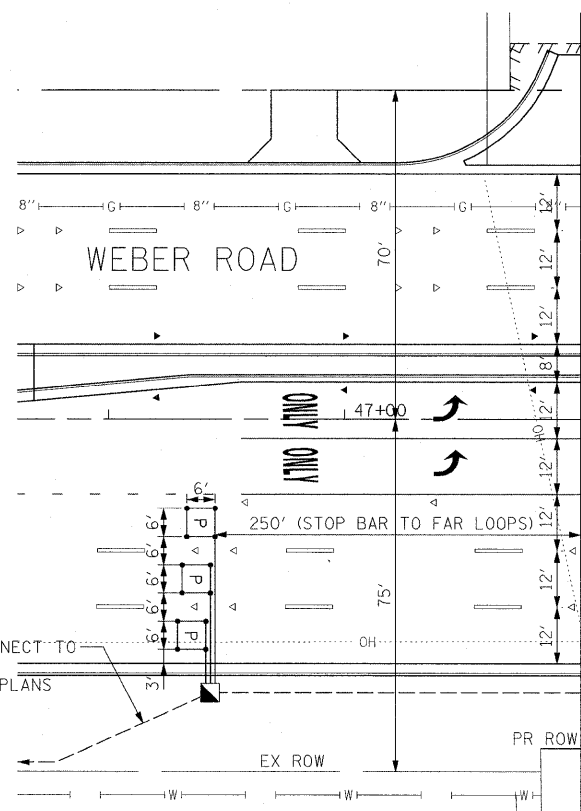 8" G 8" G 8" G 12'
WEBER ROAD
70'
12'
12'
8'
ONLY 47+00 12'
OH
ONLY 12'
6'
250' (STOP BAR TO FAR LOOPS) 12'
6' P
6'
6' P 75' 12'
6'
6' P OH 12'
NECT TO
3'
PLANS
PR ROW
EX ROW
W W W